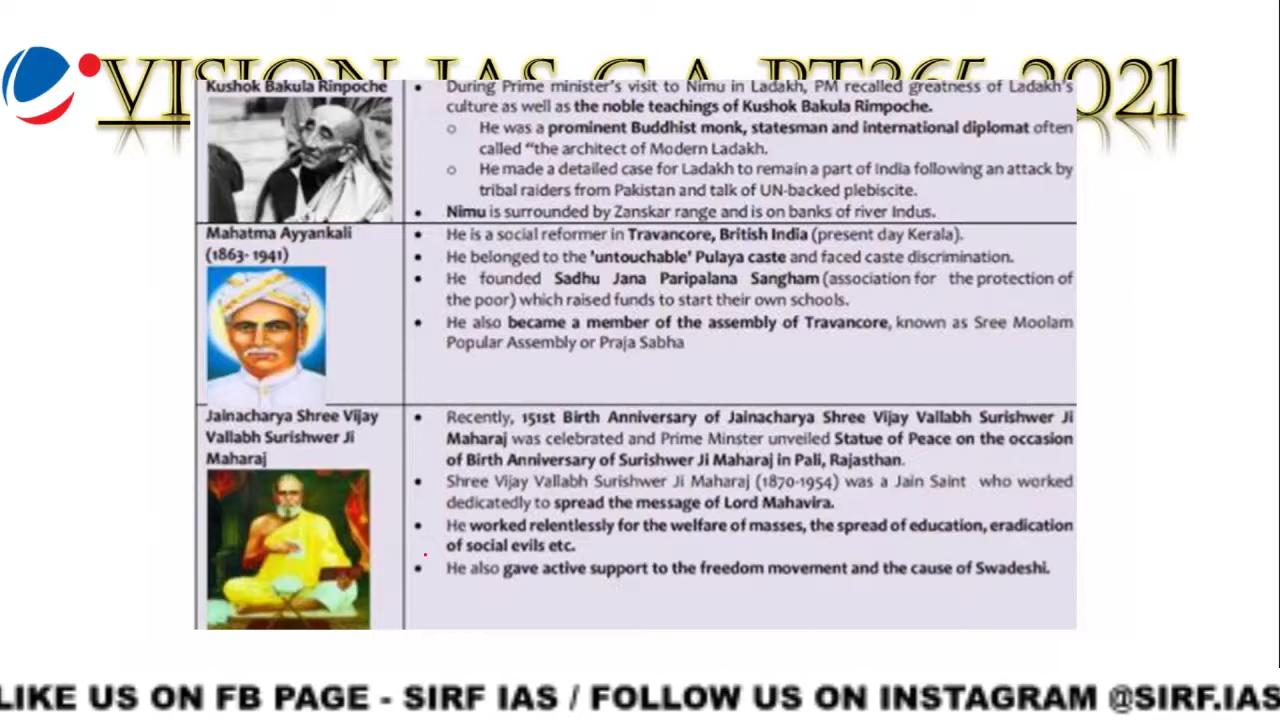 VISION IAS C.A PT365 2021
Kushok Bakula Rinpoche
• During Prime minister's visit to Nimu in Ladakh, PM recalled greatness of Ladakh's
culture as well as the noble teachings of Kushok Bakula Rimpoche.
o He was a prominent Buddhist monk, statesman and international diplomat often
called “the architect of Modern Ladakh.
o He made a detailed case for Ladakh to remain a part of India following an attack by
tribal raiders from Pakistan and talk of UN-backed plebiscite.
• Nimu is surrounded by Zanskar range and is on banks of river Indus.
Mahatma Ayyankali
(1863- 1941)
• He is a social reformer in Travancore, British India (present day Kerala).
• He belonged to the 'untouchable' Pulaya caste and faced caste discrimination.
• He founded Sadhu Jana Paripalana Sangham (association for the protection of
the poor) which raised funds to start their own schools.
• He also became a member of the assembly of Travancore, known as Sree Moolam
Popular Assembly or Praja Sabha
Jainacharya Shree Vijay
Vallabh Surishwer Ji
Maharaj
• Recently, 151st Birth Anniversary of Jainacharya Shree Vijay Vallabh Surishwer Ji
Maharaj was celebrated and Prime Minster unveiled Statue of Peace on the occasion
of Birth Anniversary of Surishwer Ji Maharaj in Pali, Rajasthan.
• Shree Vijay Vallabh Surishwer Ji Maharaj (1870-1954) was a Jain Saint who worked
dedicatedly to spread the message of Lord Mahavira.
• He worked relentlessly for the welfare of masses, the spread of education, eradication
of social evils etc.
• He also gave active support to the freedom movement and the cause of Swadeshi.
LIKE US ON FB PAGE - SIRF IAS / FOLLOW US ON INSTAGRAM @SIRF.IAS